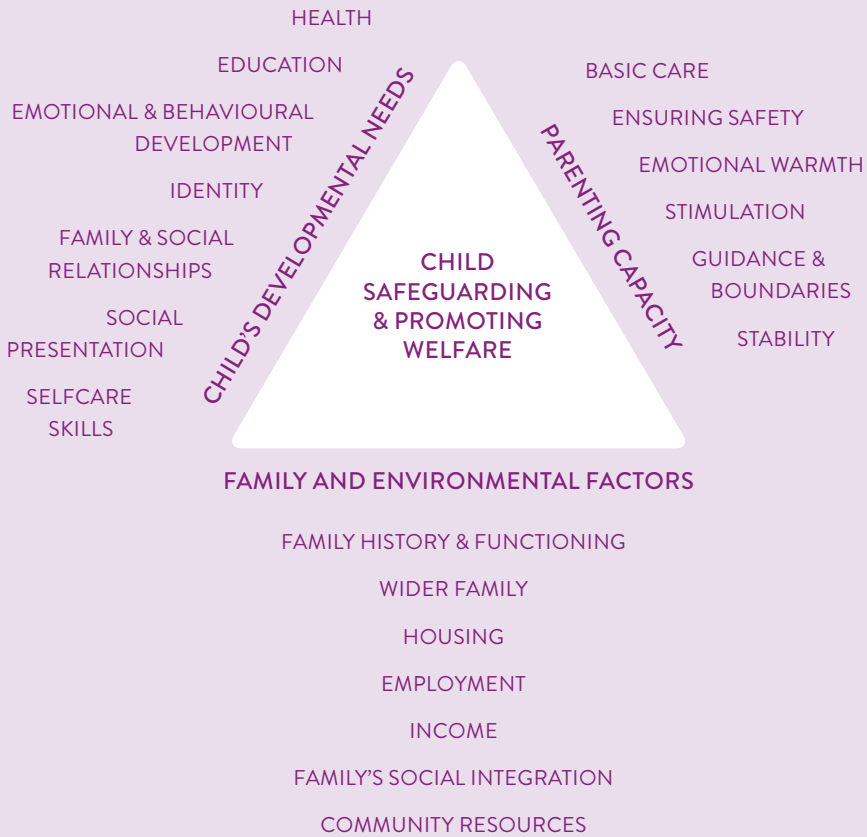 HEALTH
EDUCATION
EMOTIONAL & BEHAVIOURAL
DEVELOPMENT
IDENTITY
FAMILY & SOCIAL
RELATIONSHIPS
SOCIAL
PRESENTATION
SELFCARE
SKILLS
CHILD'S DEVELOPMENTAL NEEDS
CHILD
SAFEGUARDING
& PROMOTING
WELFARE
PARENTING CAPACITY
BASIC CARE
ENSURING SAFETY
EMOTIONAL WARMTH
STIMULATION
GUIDANCE &
BOUNDARIES
STABILITY
FAMILY AND ENVIRONMENTAL FACTORS
FAMILY HISTORY & FUNCTIONING
WIDER FAMILY
HOUSING
EMPLOYMENT
INCOME
FAMILY'S SOCIAL INTEGRATION
COMMUNITY RESOURCES